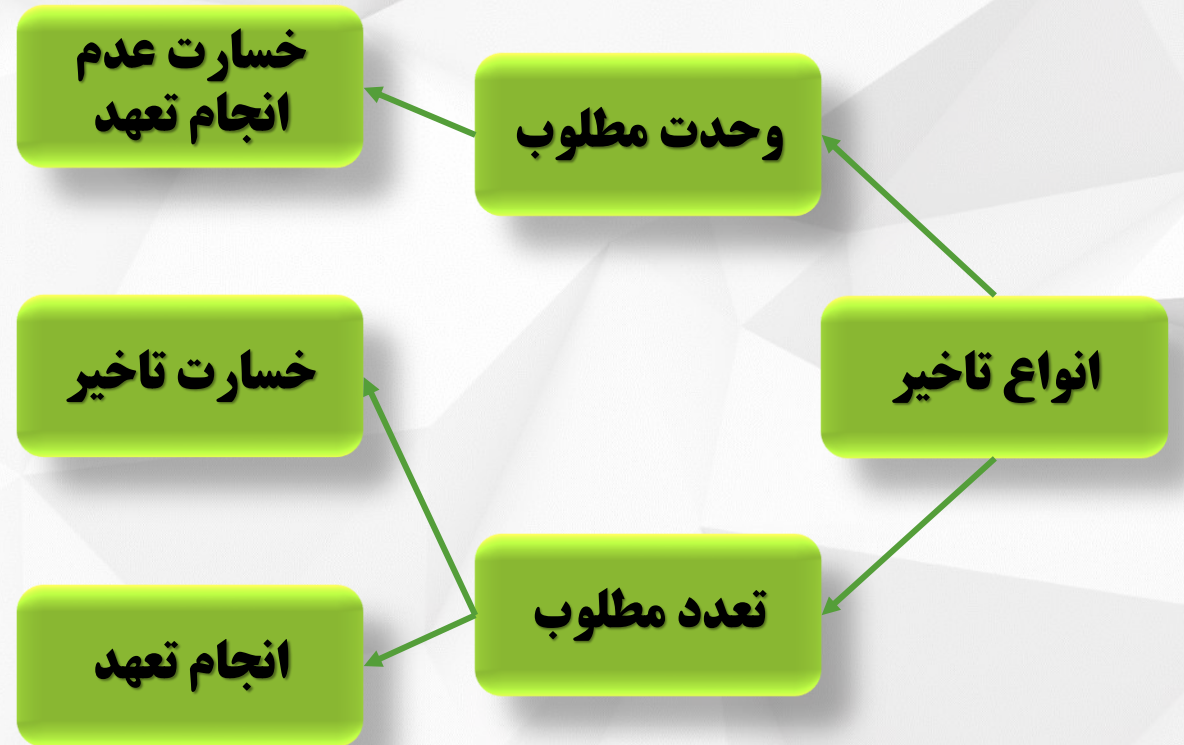 انواع تاخیر
وحدت مطلوب
خسارت عدم
انجام تعهد
تعدد مطلوب
خسارت تاخیر
انجام تعهد